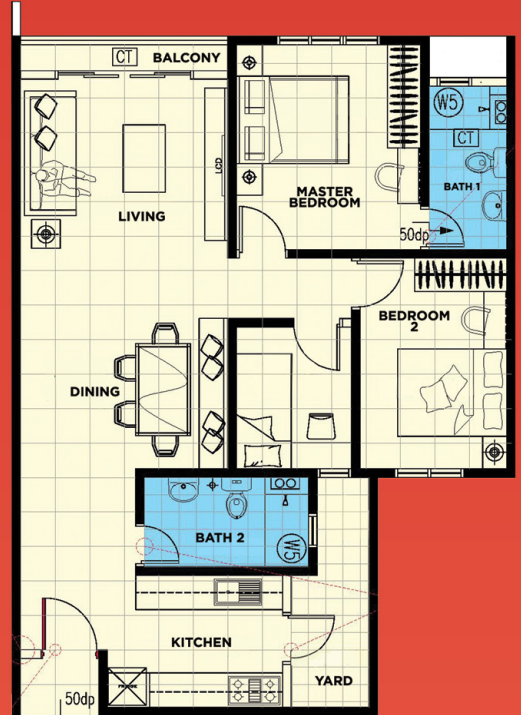 CT
BALCONY
W5
CT
LCD
MASTER
BEDROOM
BATH 1
LIVING
50dp
BEDROOM
2
DINING
BATH 2
W5
KITCHEN
YARD
50dp